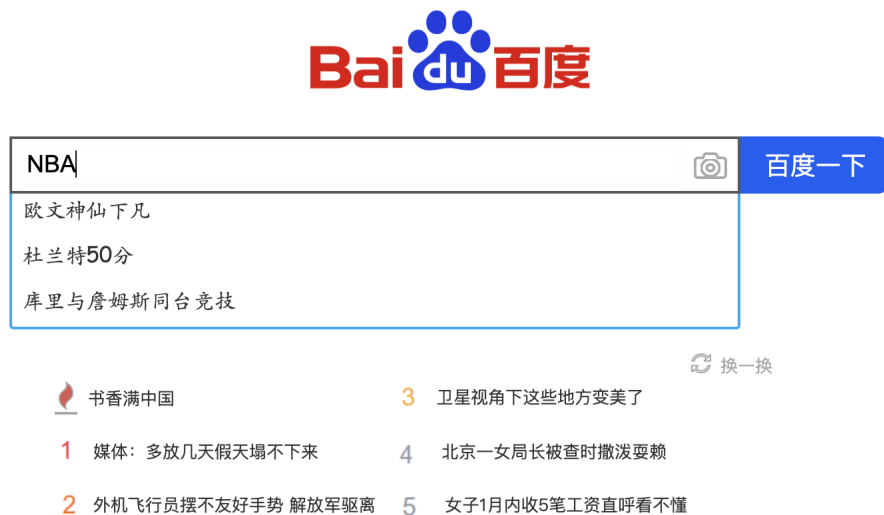 Bai du 百度
NBA 百度一下
欧文神仙下凡
杜兰特50分
库里与詹姆斯同台竞技
换一换
书香满中国
3 卫星视角下这些地方变美了
1 媒体：多放几天假天塌不下来
4 北京一女局长被查时撒泼耍赖
2 外机飞行员摆不友好手势 解放军驱离
5 女子1月内收5笔工资直呼看不懂